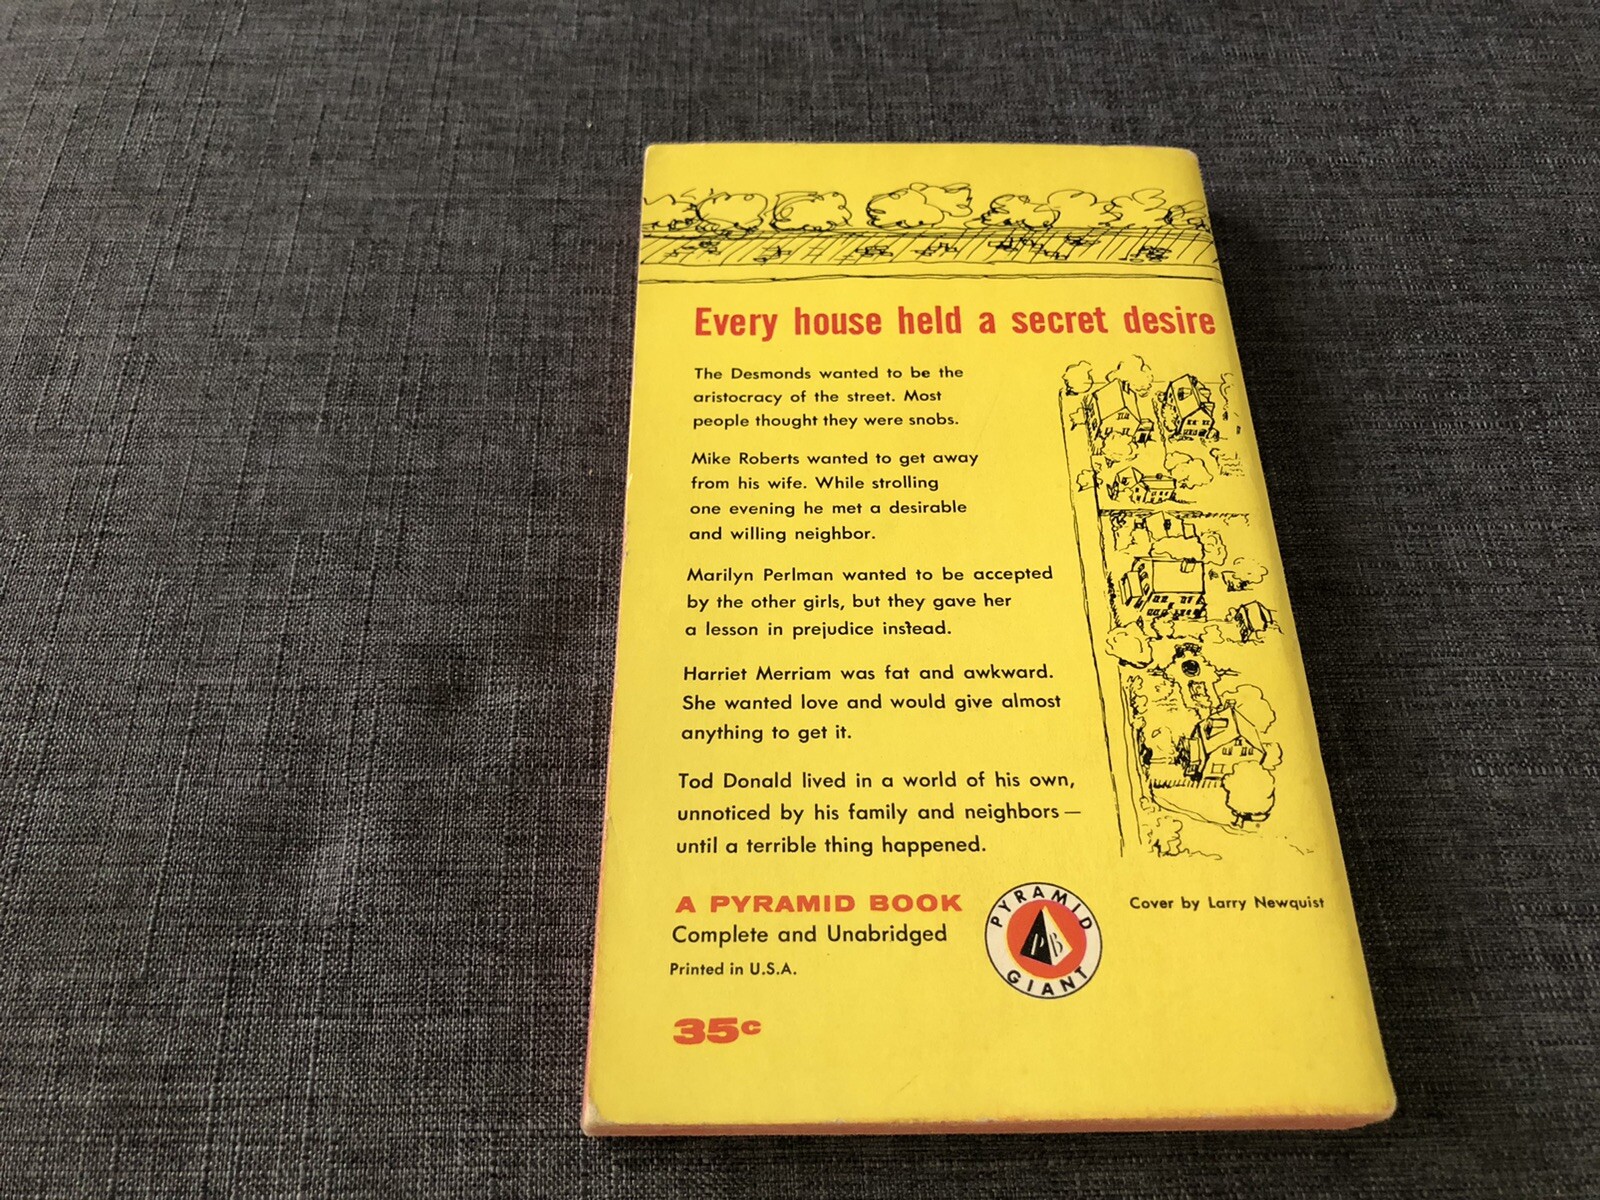 Every house held a secret desire
The Desmonds wanted to be the
aristocracy of the street. Most
people thought they were snobs.
Mike Roberts wanted to get away
from his wife. While strolling
one evening he met a desirable
and willing neighbor.
Marilyn Perlman wanted to be accepted
by the other girls, but they gave her
a lesson in prejudice instead.
Harriet Merriam was fat and awkward.
She wanted love and would give almost
anything to get it.
Tod Donald lived in a world of his own,
unnoticed by his family and neighbors —
until a terrible thing happened.
A PYRAMID BOOK
Complete and Unabridged
Printed in U.S.A.
35c
PYRAMID
PB
GIANT
Cover by Larry Newquist